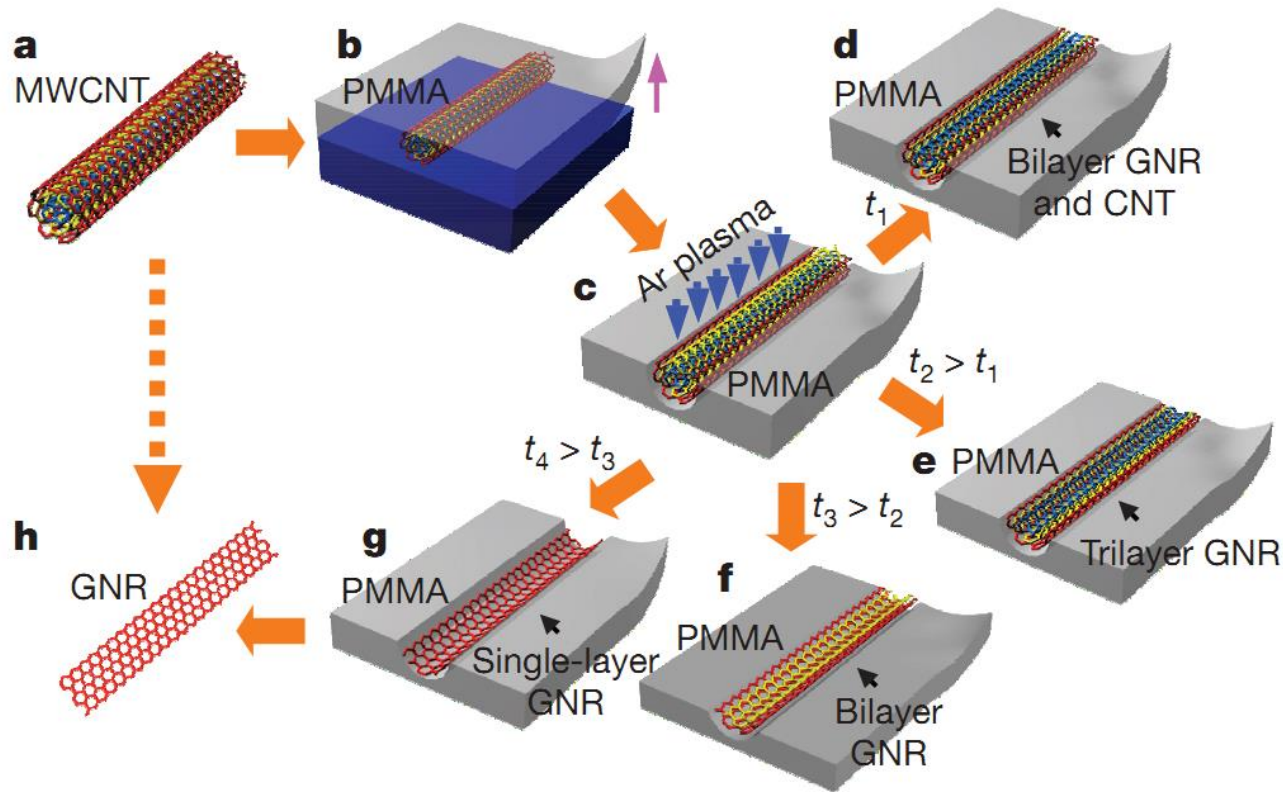 a
MWCNT
b
PMMA
d
PMMA
Bilayer GNR
and CNT
t₁
c
Ar plasma
PMMA
t₂ > t₁
e
PMMA
Trilayer GNR
t₄ > t₃
t₃ > t₂
h
GNR
g
PMMA
Single-layer
GNR
f
PMMA
Bilayer
GNR